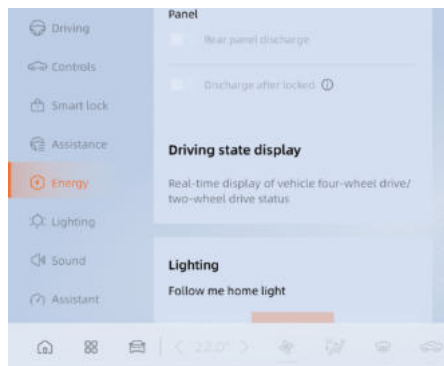 Driving
Controls
Smart lock
Assistance
Energy
Lighting
Sound
Assistant
Panel
Rear panel discharge
Discharge after locked
Driving state display
Real-time display of vehicle four-wheel drive/
two-wheel drive status
Lighting
Follow me home light
22.0°